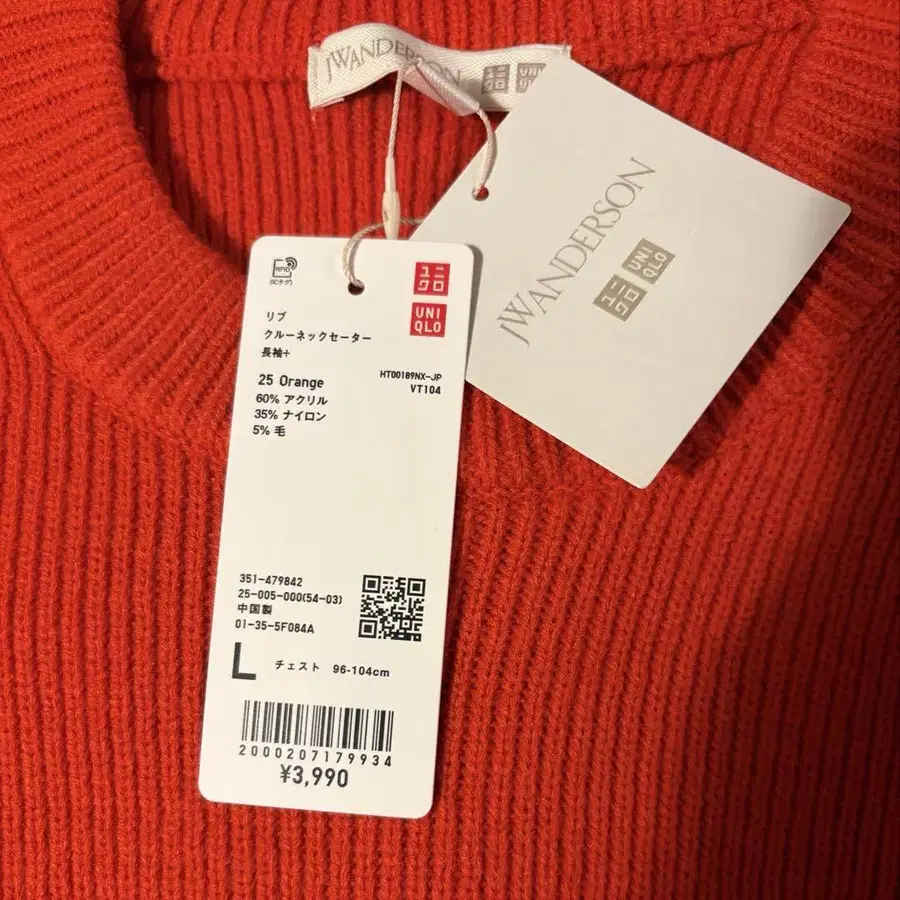 JWANDERSON
ユニクロ
UNIQLO
JWANDERSON
ユニクロ
UNIQLO
RFID
(ICタグ)
ユニクロ
UNIQLO
リブ
クルーネックセーター
長袖+
HT00189NX-JP
25 Orange
VT104
60% アクリル
35% ナイロン
5% 毛
351-479842
25-005-000(54-03)
中国製
01-35-5F084A
L チェスト 96-104cm
2000207179934
¥3,990